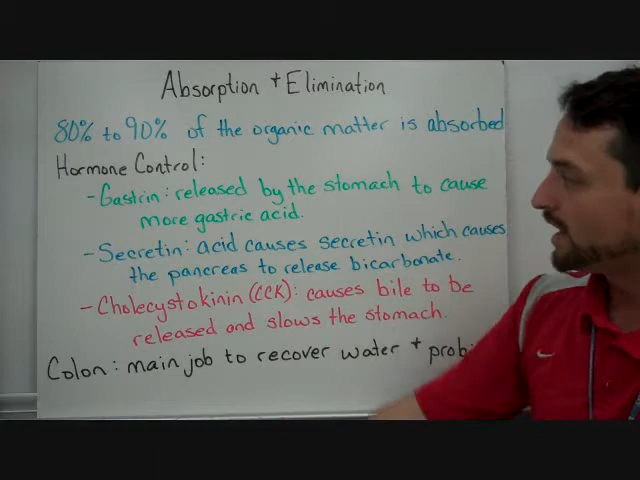 Absorption + Elimination
80% to 90% of the organic matter is absorbed
Hormone Control:
- Gastrin: released by the stomach to cause
more gastric acid.
- Secretin: acid causes secretin which causes
the pancreas to release bicarbonate.
- Cholecystokinin (CCK): causes bile to be
released and slows the stomach.
Colon: main job to recover water +